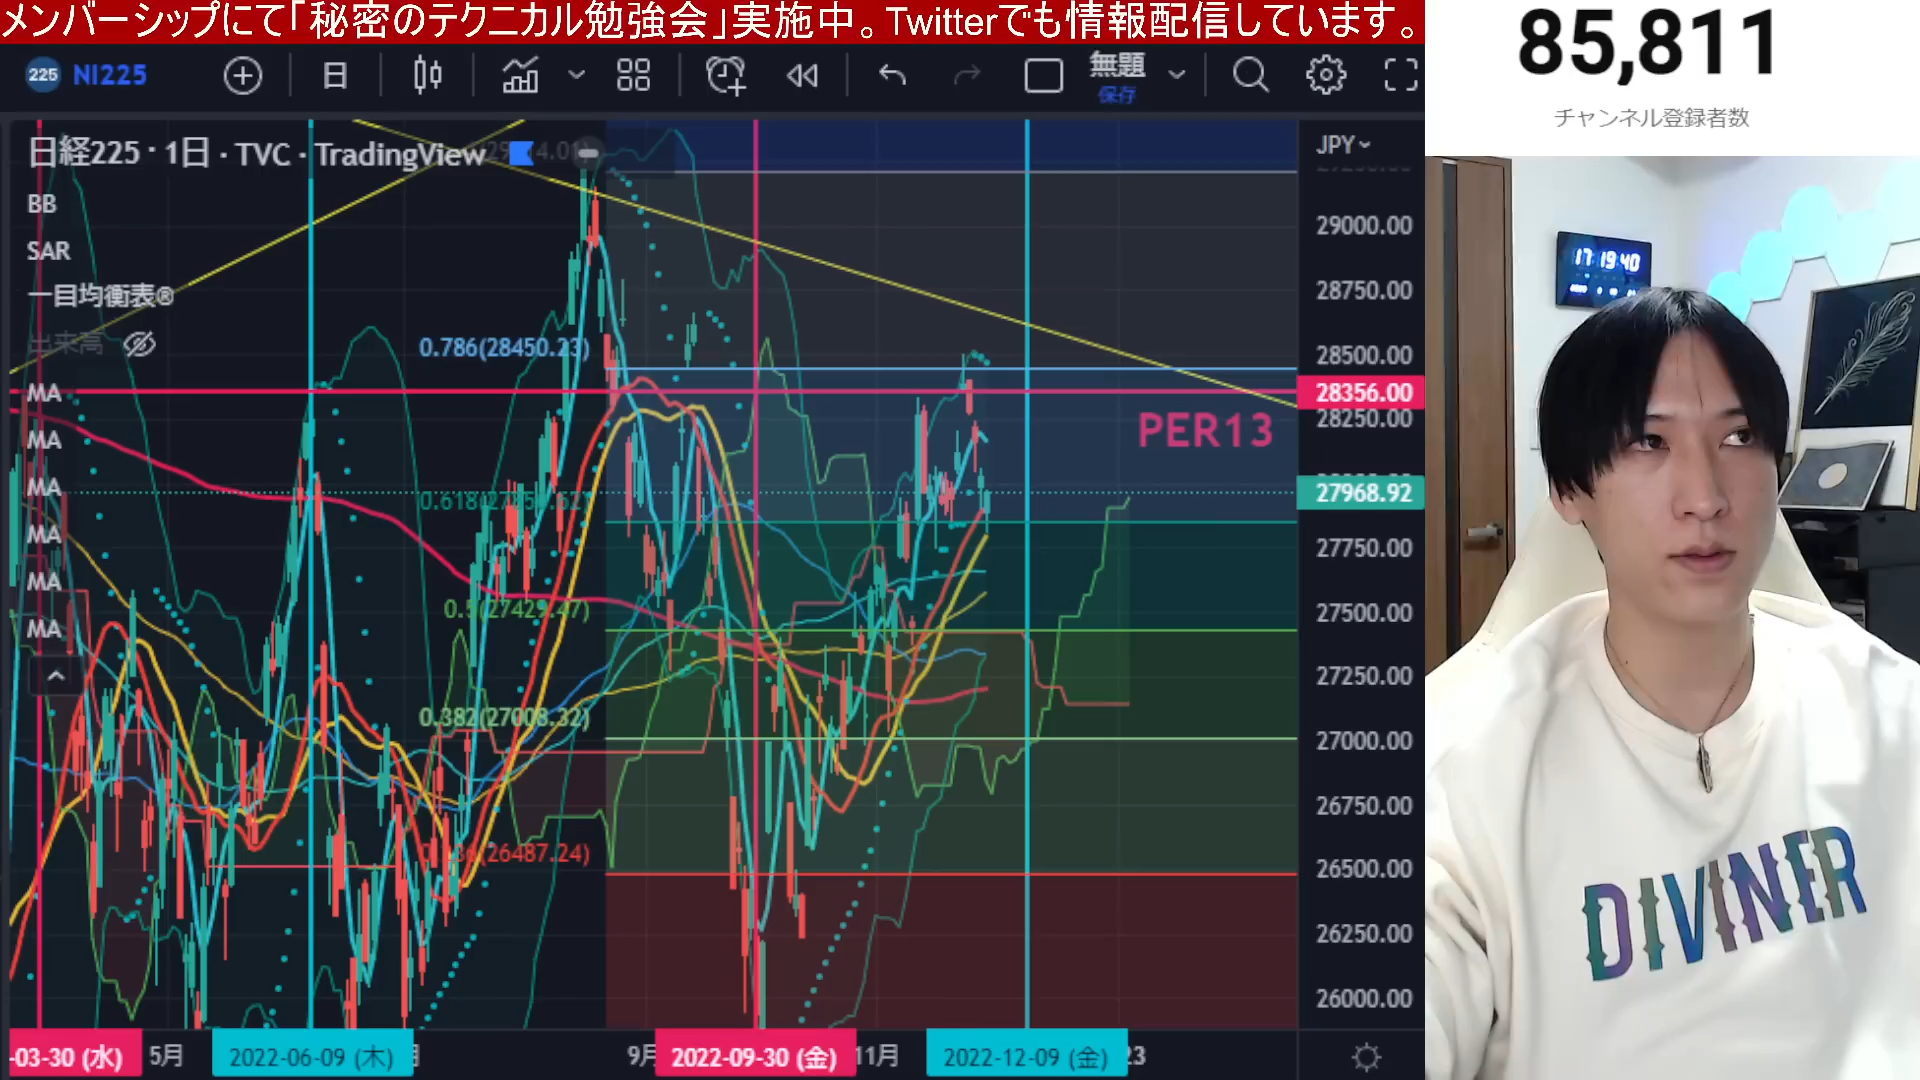 メンバーシップにて「秘密のテクニカル勉強会」実施中。Twitterでも情報配信しています。
85,811
チャンネル登録者数
225 NI225
日
無題
保存
日経225・1日・TVC・TradingView
JPY
BB
SAR
一目均衡表®
出来高
MA
MA
MA
MA
MA
MA
0.786(28450.23)
0.5(27429.47)
0.382(27008.32)
PER13
29000.00
28750.00
28500.00
28356.00
28250.00
27968.92
27750.00
27500.00
27250.00
27000.00
26750.00
26500.00
26250.00
26000.00
-03-30 (水)
5月
2022-06-09 (木)
9月
2022-09-30 (金)
11月
2022-12-09 (金)
23
17:19:40
DIVINER